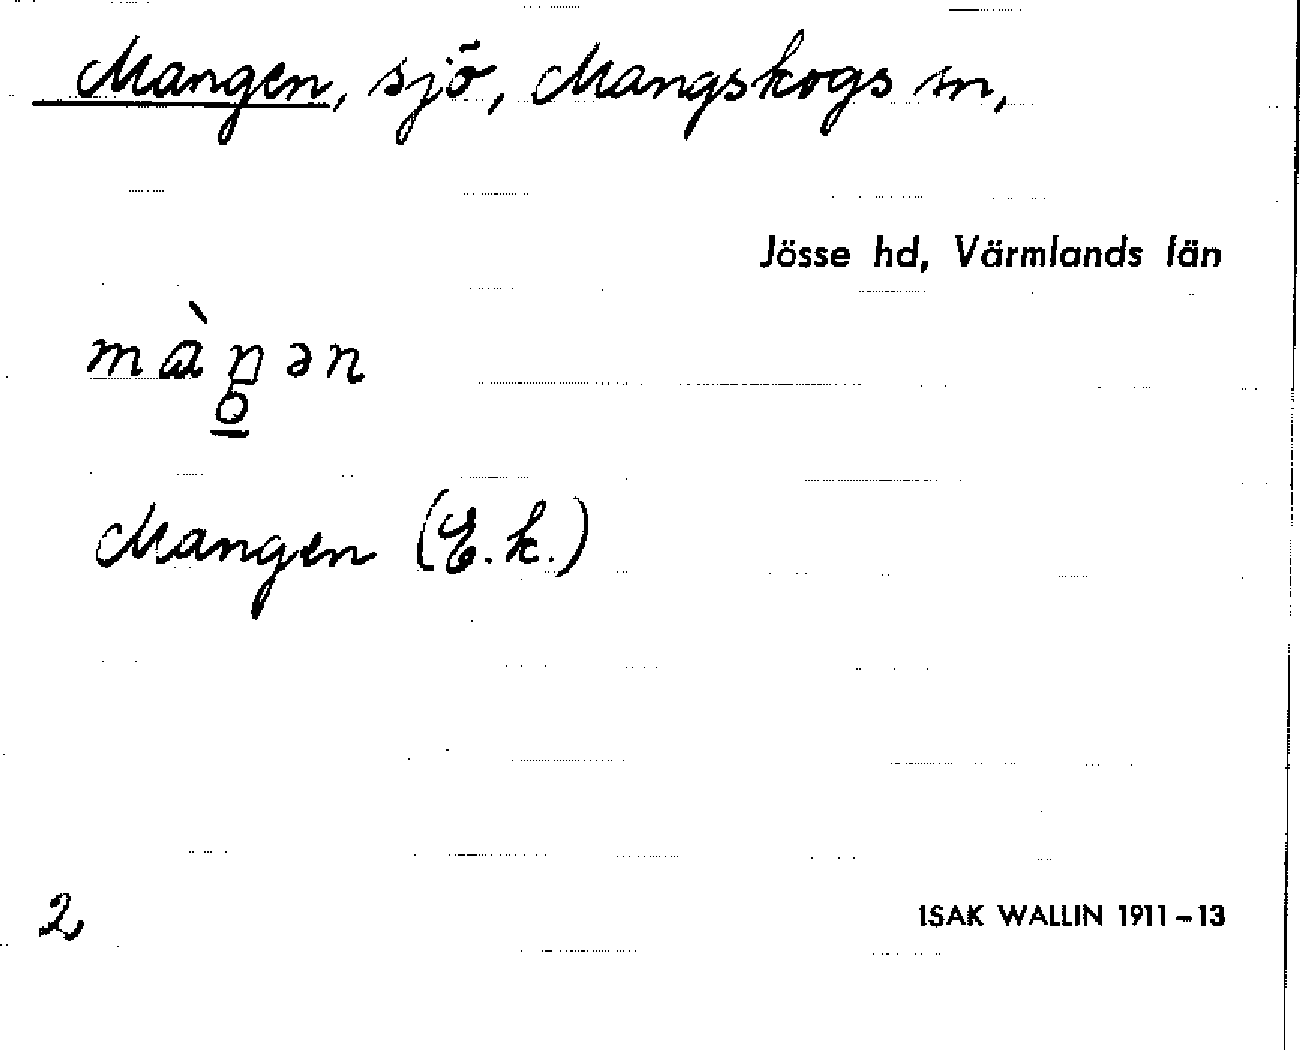 Mangen, sjö, Mangskogs sn,
Jösse hd, Värmlands län
màŋən
Mangen (E.k.)
2
ISAK WALLIN 1911-13